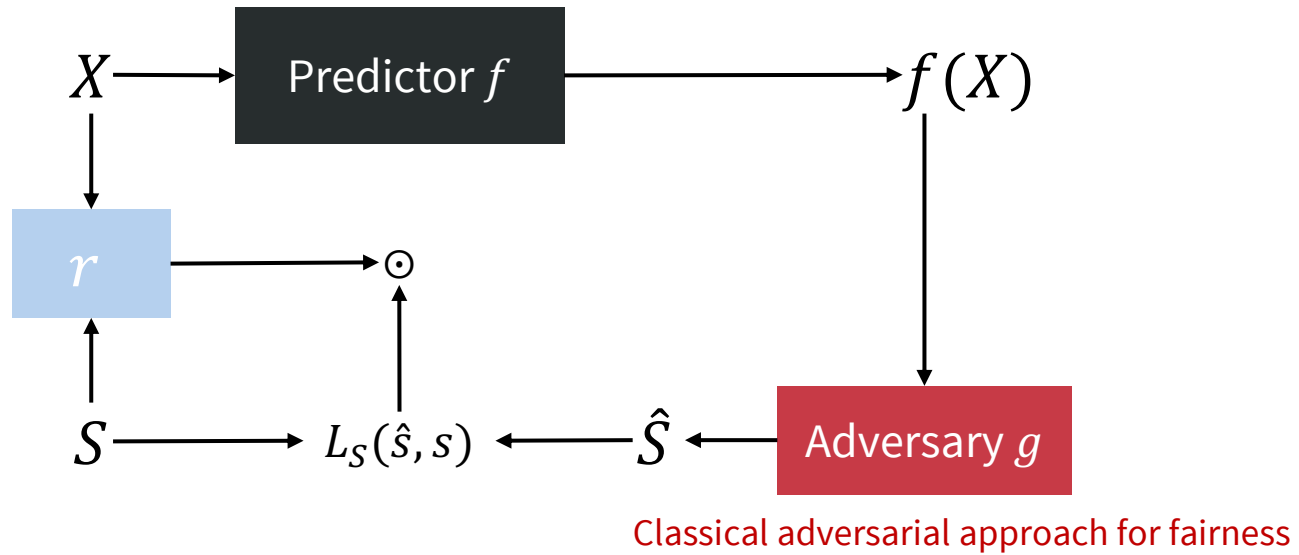 X
Predictor f
f(X)
r
⊙
S
L_S(ŝ, s)
Ŝ
Adversary g
Classical adversarial approach for fairness